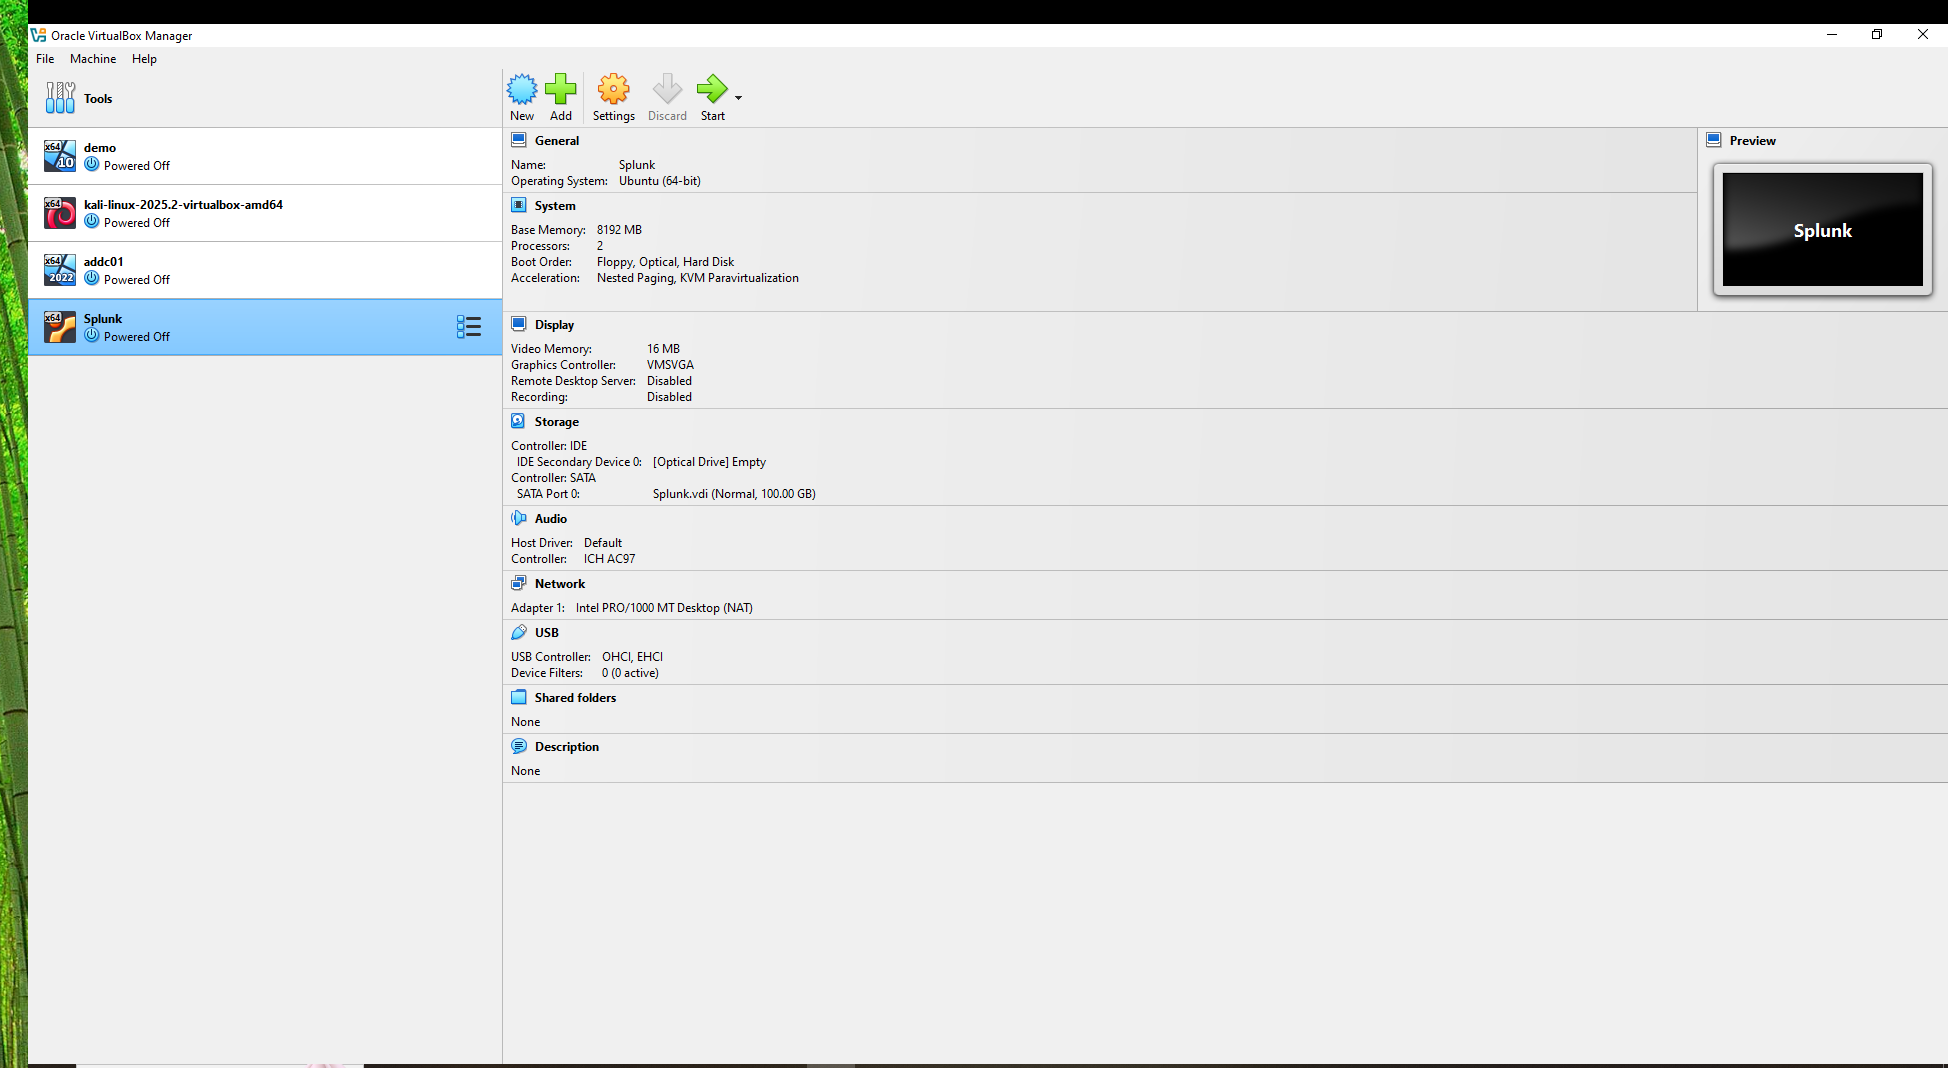 Oracle VirtualBox Manager
File Machine Help
Tools
New Add Settings Discard Start
x64 10 demo
Powered Off
x64 kali-linux-2025.2-virtualbox-amd64
Powered Off
x64 2022 addc01
Powered Off
x64 Splunk
Powered Off
General
Name: Splunk
Operating System: Ubuntu (64-bit)
System
Base Memory: 8192 MB
Processors: 2
Boot Order: Floppy, Optical, Hard Disk
Acceleration: Nested Paging, KVM Paravirtualization
Preview
Splunk
Display
Video Memory: 16 MB
Graphics Controller: VMSVGA
Remote Desktop Server: Disabled
Recording: Disabled
Storage
Controller: IDE
IDE Secondary Device 0: [Optical Drive] Empty
Controller: SATA
SATA Port 0: Splunk.vdi (Normal, 100.00 GB)
Audio
Host Driver: Default
Controller: ICH AC97
Network
Adapter 1: Intel PRO/1000 MT Desktop (NAT)
USB
USB Controller: OHCI, EHCI
Device Filters: 0 (0 active)
Shared folders
None
Description
None